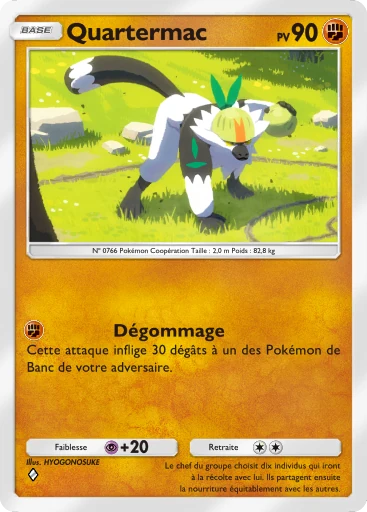 BASE Quartermac PV 90
N° 0766 Pokémon Coopération Taille : 2,0 m Poids : 82,8 kg
Dégommage
Cette attaque inflige 30 dégâts à un des Pokémon de
Banc de votre adversaire.
Faiblesse +20 Retraite
Illus. HYOGONOSUKE
Le chef du groupe choisit dix individus qui iront
à la récolte avec lui. Ils partagent ensuite
la nourriture équitablement avec les autres.